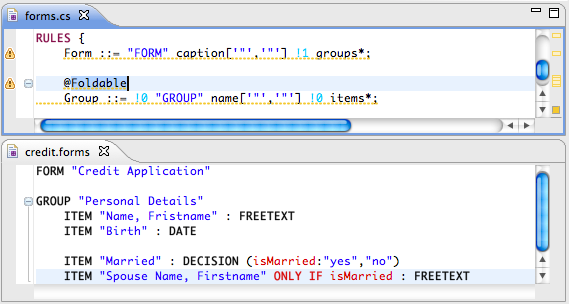 forms.cs
RULES {
Form ::= "FORM" caption['"','"'] !1 groups*;
@Foldable
Group ::= !0 "GROUP" name['"','"'] !0 items*;
credit.forms
FORM "Credit Application"
GROUP "Personal Details"
ITEM "Name, Fristname" : FREETEXT
ITEM "Birth" : DATE
ITEM "Married" : DECISION (isMarried:"yes","no")
ITEM "Spouse Name, Firstname" ONLY IF isMarried : FREETEXT